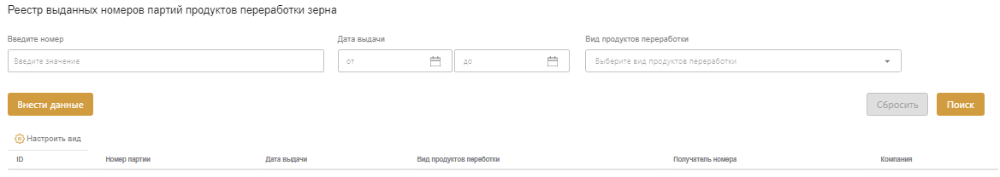 Реестр выданных номеров партий продуктов переработки зерна
Введите номер Дата выдачи Вид продуктов переработки
Введите значение от до Выберите вид продуктов переработки
Внести данные Сбросить Поиск
Настроить вид
ID Номер партии Дата выдачи Вид продуктов переботки Получатель номера Компания